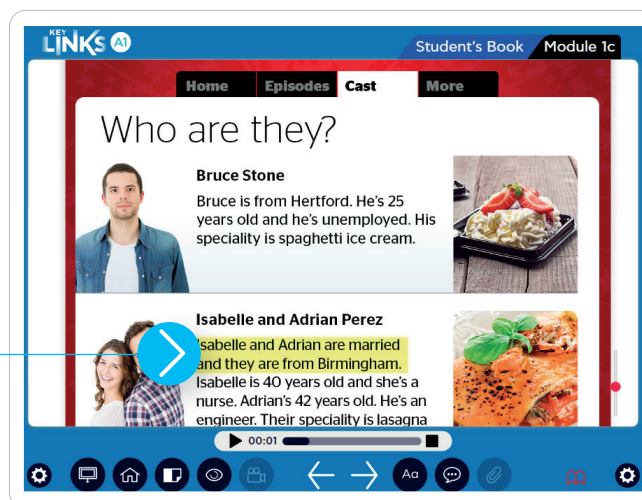 KEY
LiNKS A1
Student's Book Module 1c
Home Episodes Cast More
Who are they?
Bruce Stone
Bruce is from Hertford. He's 25
years old and he's unemployed. His
speciality is spaghetti ice cream.
Isabelle and Adrian Perez
Isabelle and Adrian are married
and they are from Birmingham.
Isabelle is 40 years old and she's a
nurse. Adrian's 42 years old. He's an
engineer. Their speciality is lasagna
00:01
Aa